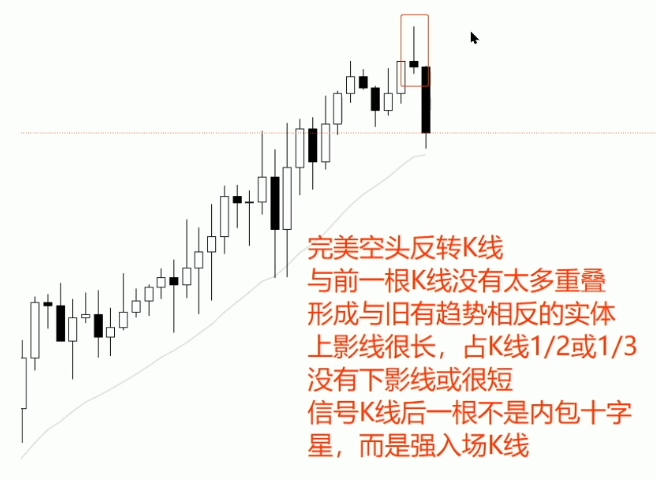 完美空头反转K线
与前一根K线没有太多重叠
形成与旧有趋势相反的实体
上影线很长，占K线1/2或1/3
没有下影线或很短
信号K线后一根不是内包十字
星，而是强入场K线